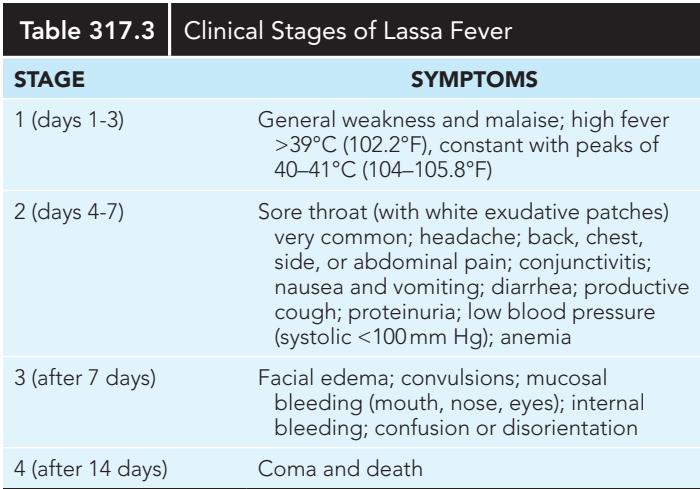 Table 317.3 Clinical Stages of Lassa Fever
STAGE SYMPTOMS
1 (days 1-3) General weakness and malaise; high fever
>39°C (102.2°F), constant with peaks of
40–41°C (104–105.8°F)
2 (days 4-7) Sore throat (with white exudative patches)
very common; headache; back, chest,
side, or abdominal pain; conjunctivitis;
nausea and vomiting; diarrhea; productive
cough; proteinuria; low blood pressure
(systolic <100 mm Hg); anemia
3 (after 7 days) Facial edema; convulsions; mucosal
bleeding (mouth, nose, eyes); internal
bleeding; confusion or disorientation
4 (after 14 days) Coma and death